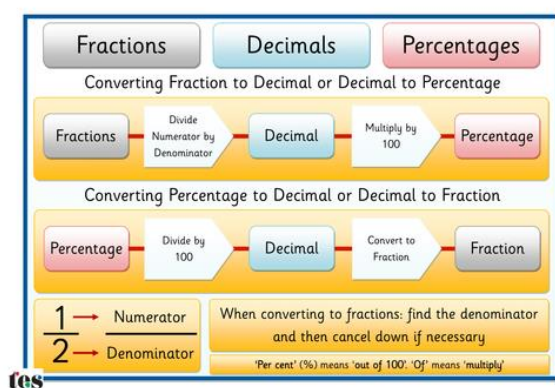 Fractions
Decimals
Percentages
Converting Fraction to Decimal or Decimal to Percentage
Fractions
Divide
Numerator by
Denominator
Decimal
Multiply by
100
Percentage
Converting Percentage to Decimal or Decimal to Fraction
Percentage
Divide by
100
Decimal
Convert to
Fraction
Fraction
1 → Numerator
2 → Denominator
When converting to fractions: find the denominator
and then cancel down if necessary
'Per cent' (%) means 'out of 100'. 'Of' means 'multiply'
tes